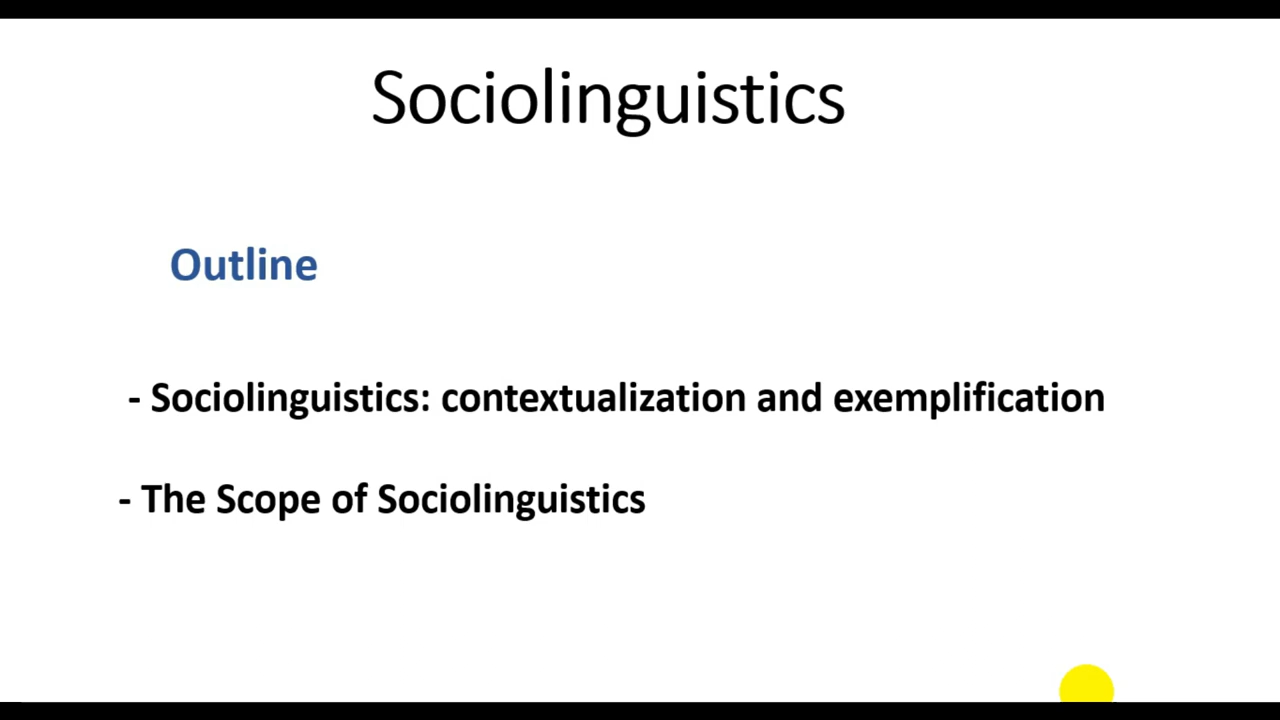 Sociolinguistics
Outline
- Sociolinguistics: contextualization and exemplification
- The Scope of Sociolinguistics